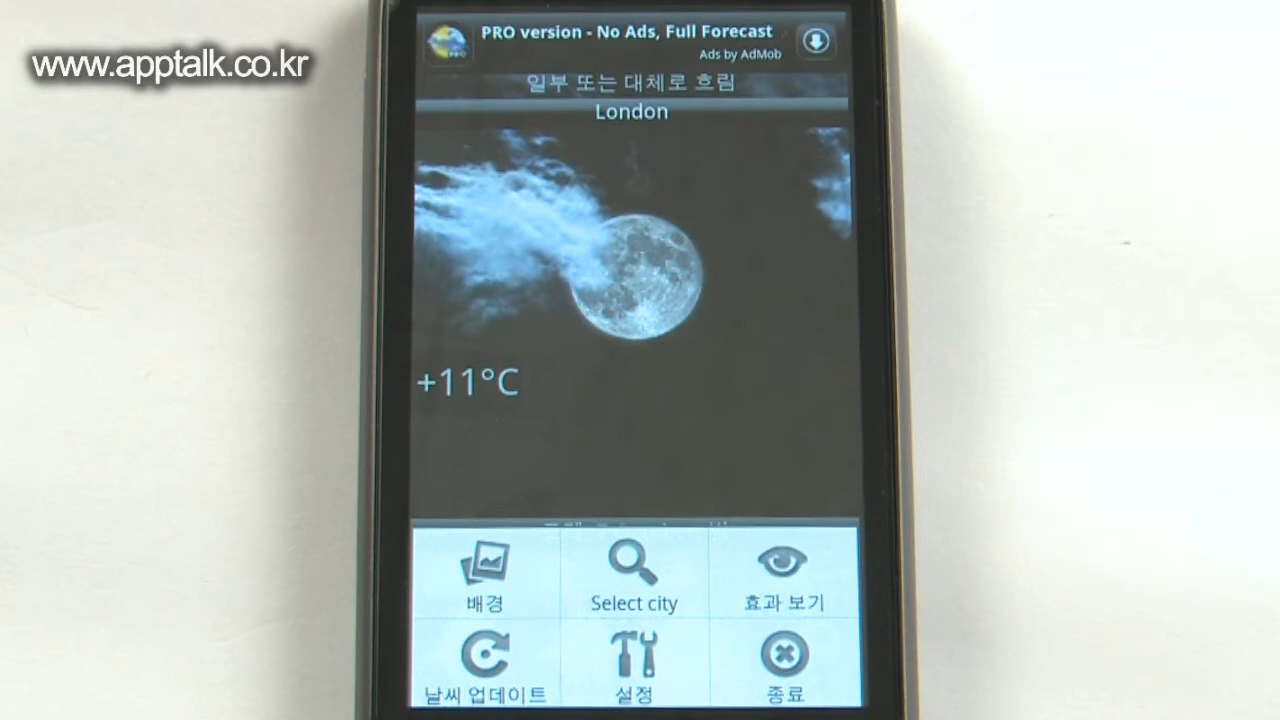 www.apptalk.co.kr
PRO version - No Ads, Full Forecast
PRO
Ads by AdMob
일부 또는 대체로 흐림
London
+11°C
배경
Select city
효과 보기
날씨 업데이트
설정
종료